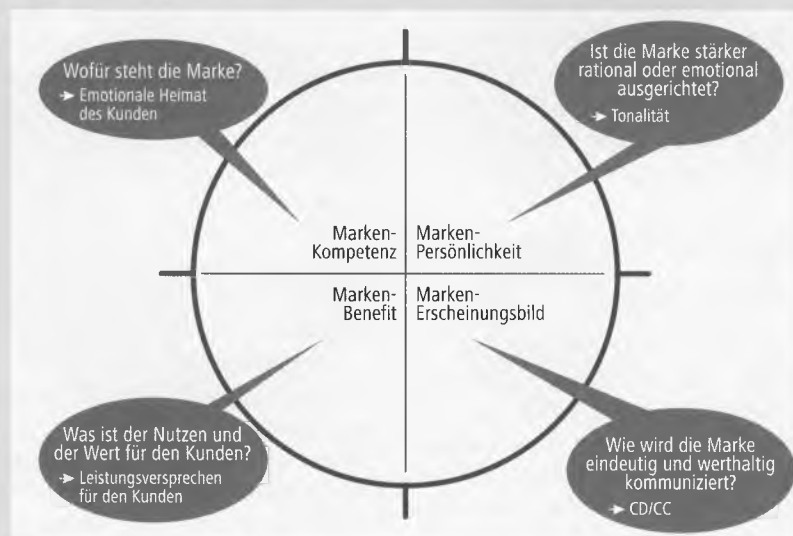 Wofür steht die Marke?
→ Emotionale Heimat
des Kunden
Ist die Marke stärker
rational oder emotional
ausgerichtet?
→ Tonalität
Marken-
Kompetenz
Marken-
Persönlichkeit
Marken-
Benefit
Marken-
Erscheinungsbild
Was ist der Nutzen und
der Wert für den Kunden?
→ Leistungsversprechen
für den Kunden
Wie wird die Marke
eindeutig und werthaltig
kommuniziert?
→ CD/CC